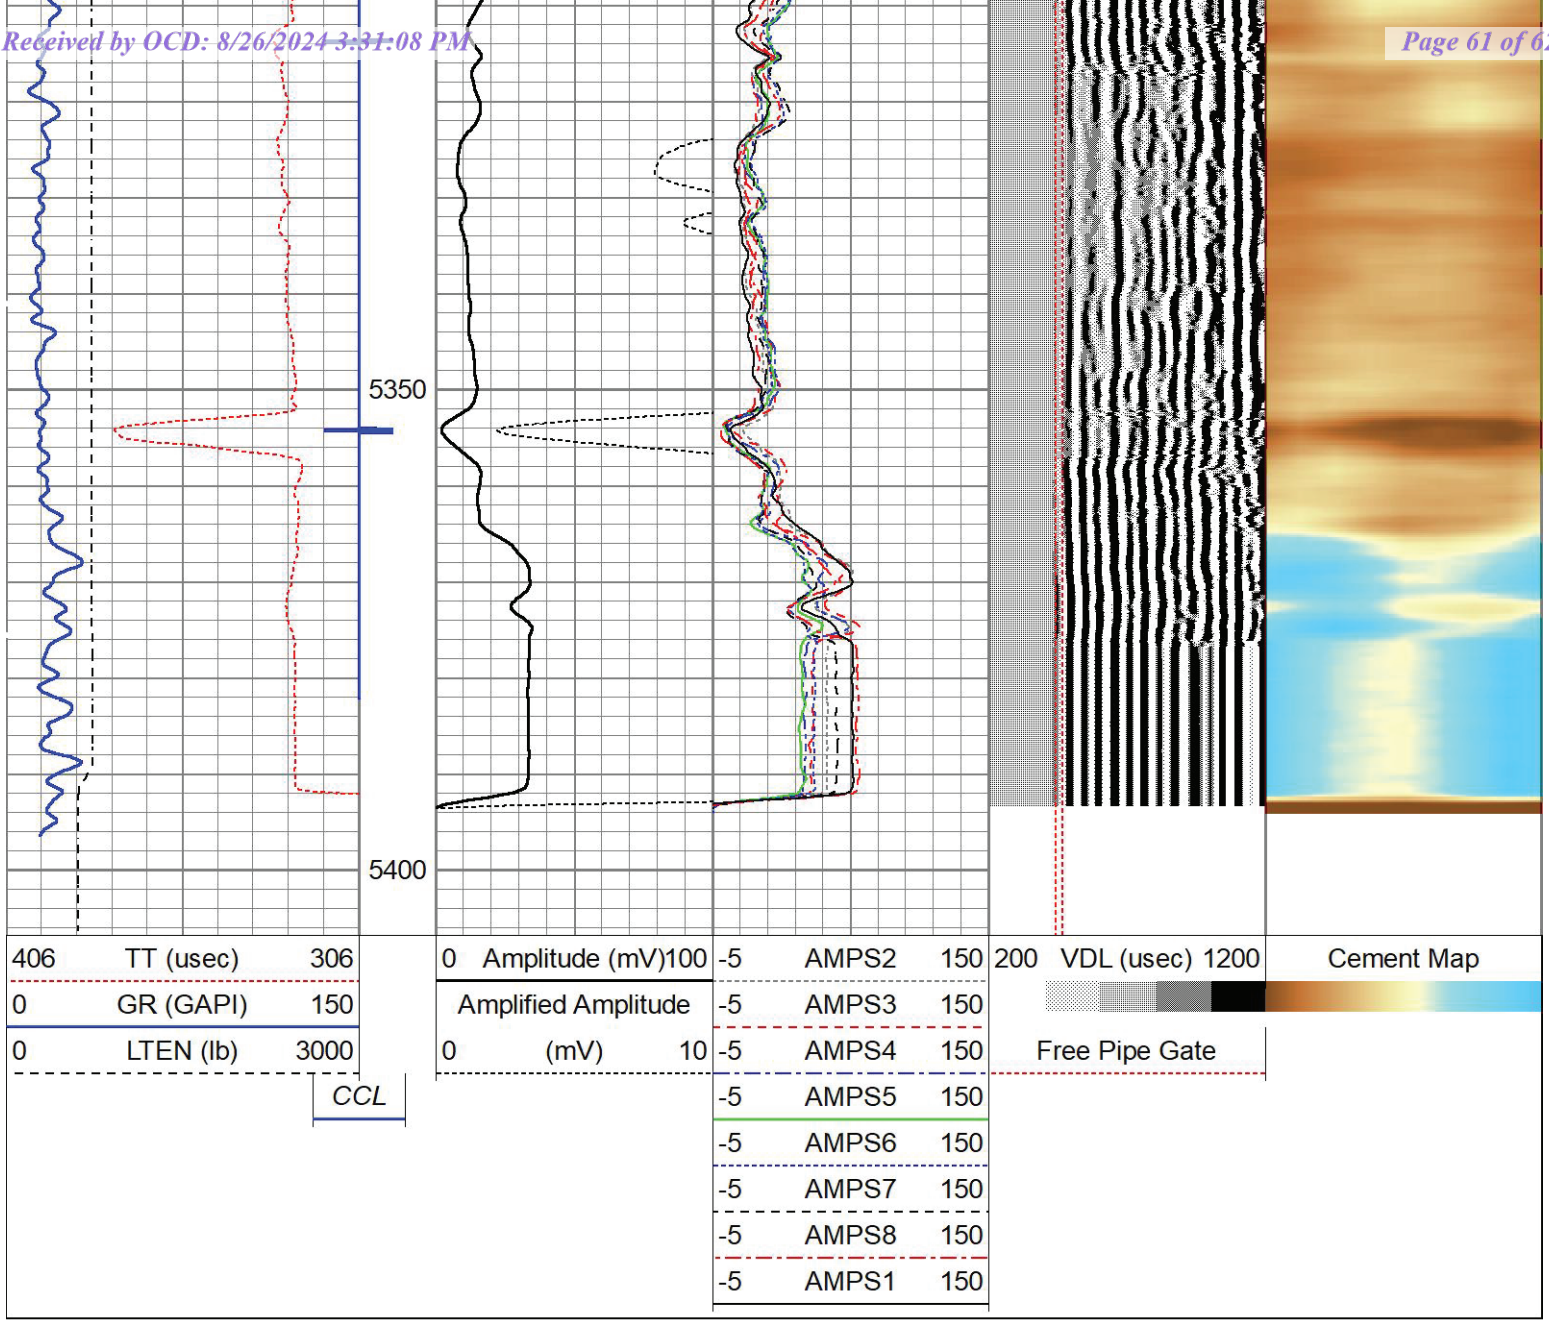 Received by OCD: 8/26/2024 3:31:08 PM
Page 61 of 62
5350
5400
406 TT (usec) 306
0 GR (GAPI) 150
0 LTEN (lb) 3000
CCL
0 Amplitude (mV)100
Amplified Amplitude
0 (mV) 10
-5 AMPS2 150
-5 AMPS3 150
-5 AMPS4 150
-5 AMPS5 150
-5 AMPS6 150
-5 AMPS7 150
-5 AMPS8 150
-5 AMPS1 150
200 VDL (usec) 1200
Free Pipe Gate
Cement Map